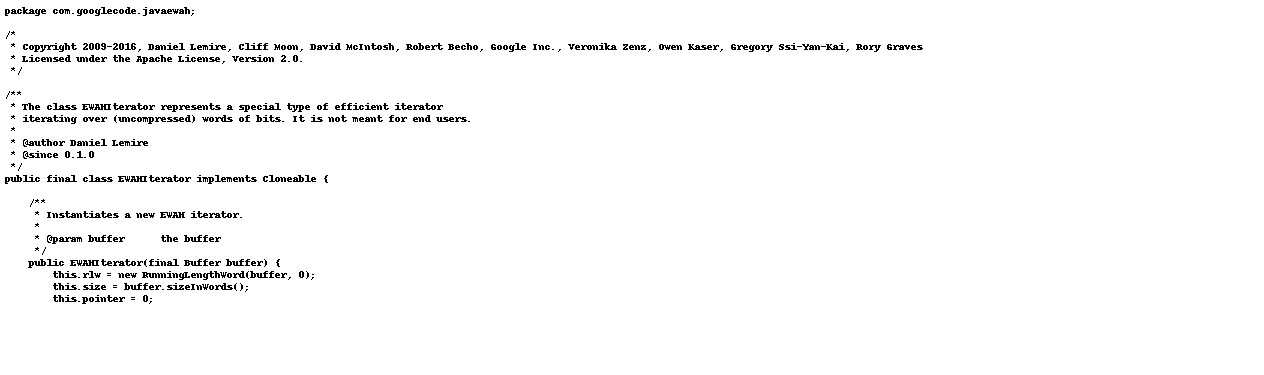 package com.googlecode.javaewah;

/*
 * Copyright 2009-2016, Daniel Lemire, Cliff Moon, David McIntosh, Robert Becho, Google Inc., Veronika Zenz, Owen Kaser, Gregory Ssi-Yan-Kai, Rory Graves
 * Licensed under the Apache License, Version 2.0.
 */

/**
 * The class EWAHIterator represents a special type of efficient iterator
 * iterating over (uncompressed) words of bits. It is not meant for end users.
 *
 * @author Daniel Lemire
 * @since 0.1.0
 */
public final class EWAHIterator implements Cloneable {

    /**
     * Instantiates a new EWAH iterator.
     *
     * @param buffer      the buffer
     */
    public EWAHIterator(final Buffer buffer) {
        this.rlw = new RunningLengthWord(buffer, 0);
        this.size = buffer.sizeInWords();
        this.pointer = 0;